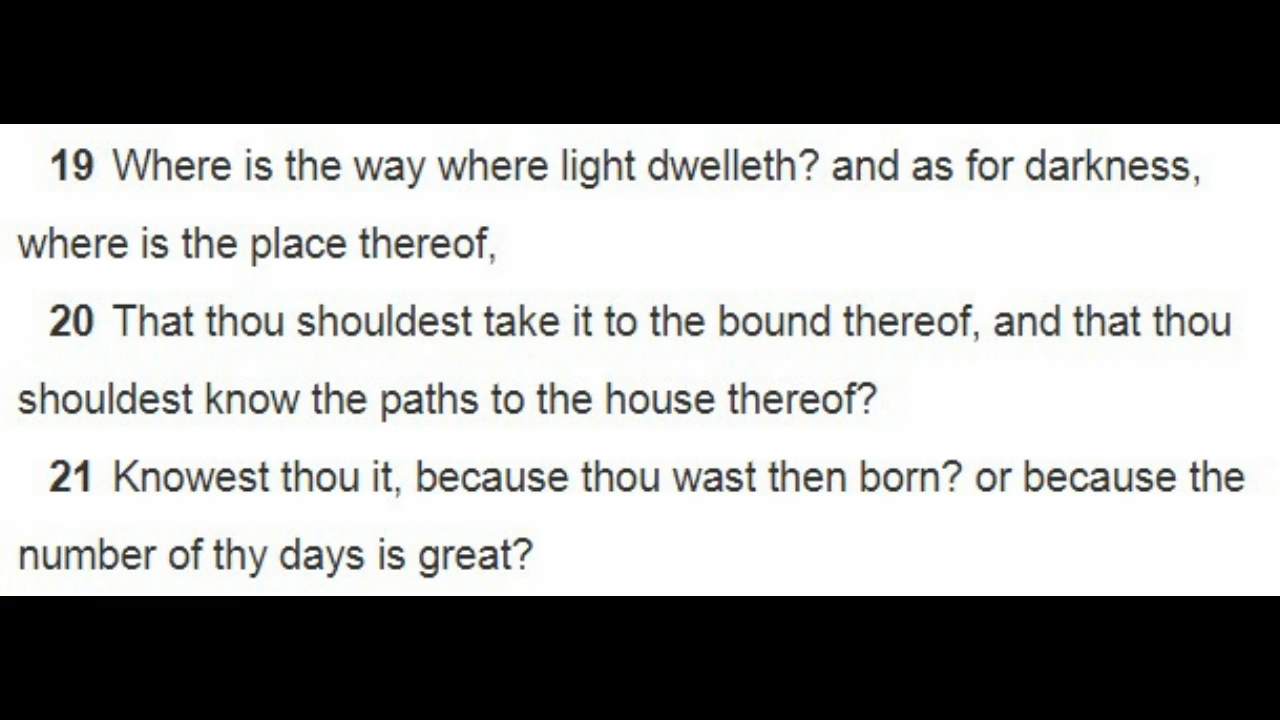 19 Where is the way where light dwelleth? and as for darkness,
where is the place thereof,
20 That thou shouldest take it to the bound thereof, and that thou
shouldest know the paths to the house thereof?
21 Knowest thou it, because thou wast then born? or because the
number of thy days is great?